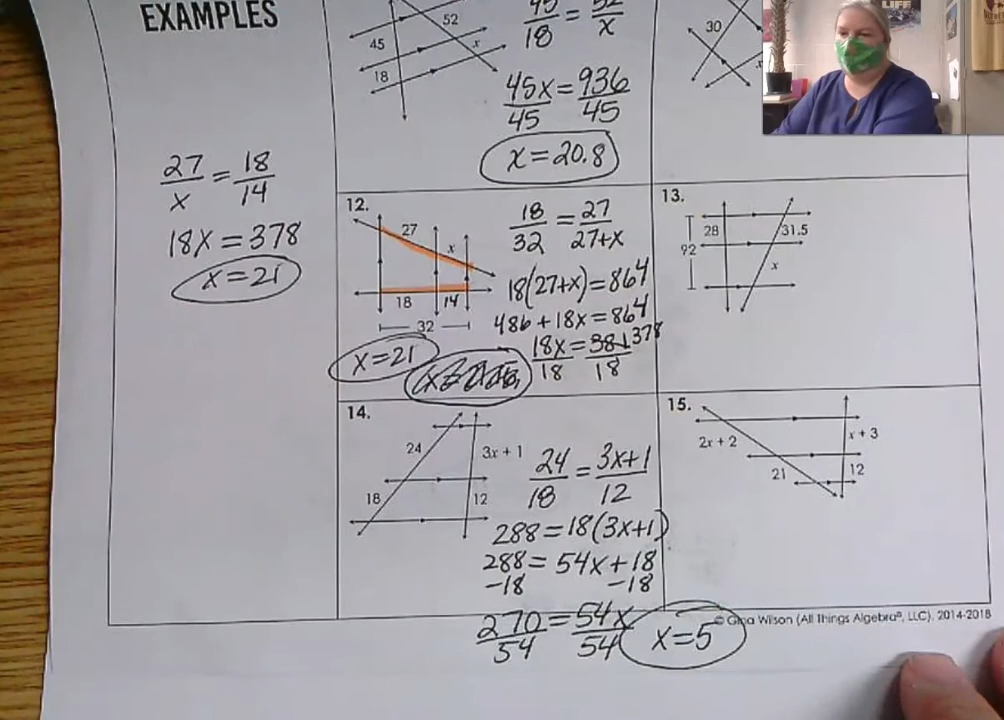 EXAMPLES
27/x = 18/14
18x = 378
x = 21
52
45
x
18
45/18 = 52/x
45x/45 = 936/45
x = 20.8
30
x
LIFE
12.
27
x
18
14
32
18/32 = 27/27+x
18(27+x) = 864
486 + 18x = 864
18x/18 = 381/18 378
x = 21
13.
28
31.5
92
x
14.
24
3x + 1
18
12
24/18 = 3x+1/12
288 = 18(3x+1)
288 = 54x + 18
-18 -18
270/54 = 54x/54
x = 5
15.
2x + 2
x + 3
21
12
© Gina Wilson (All Things Algebra®, LLC), 2014-2018